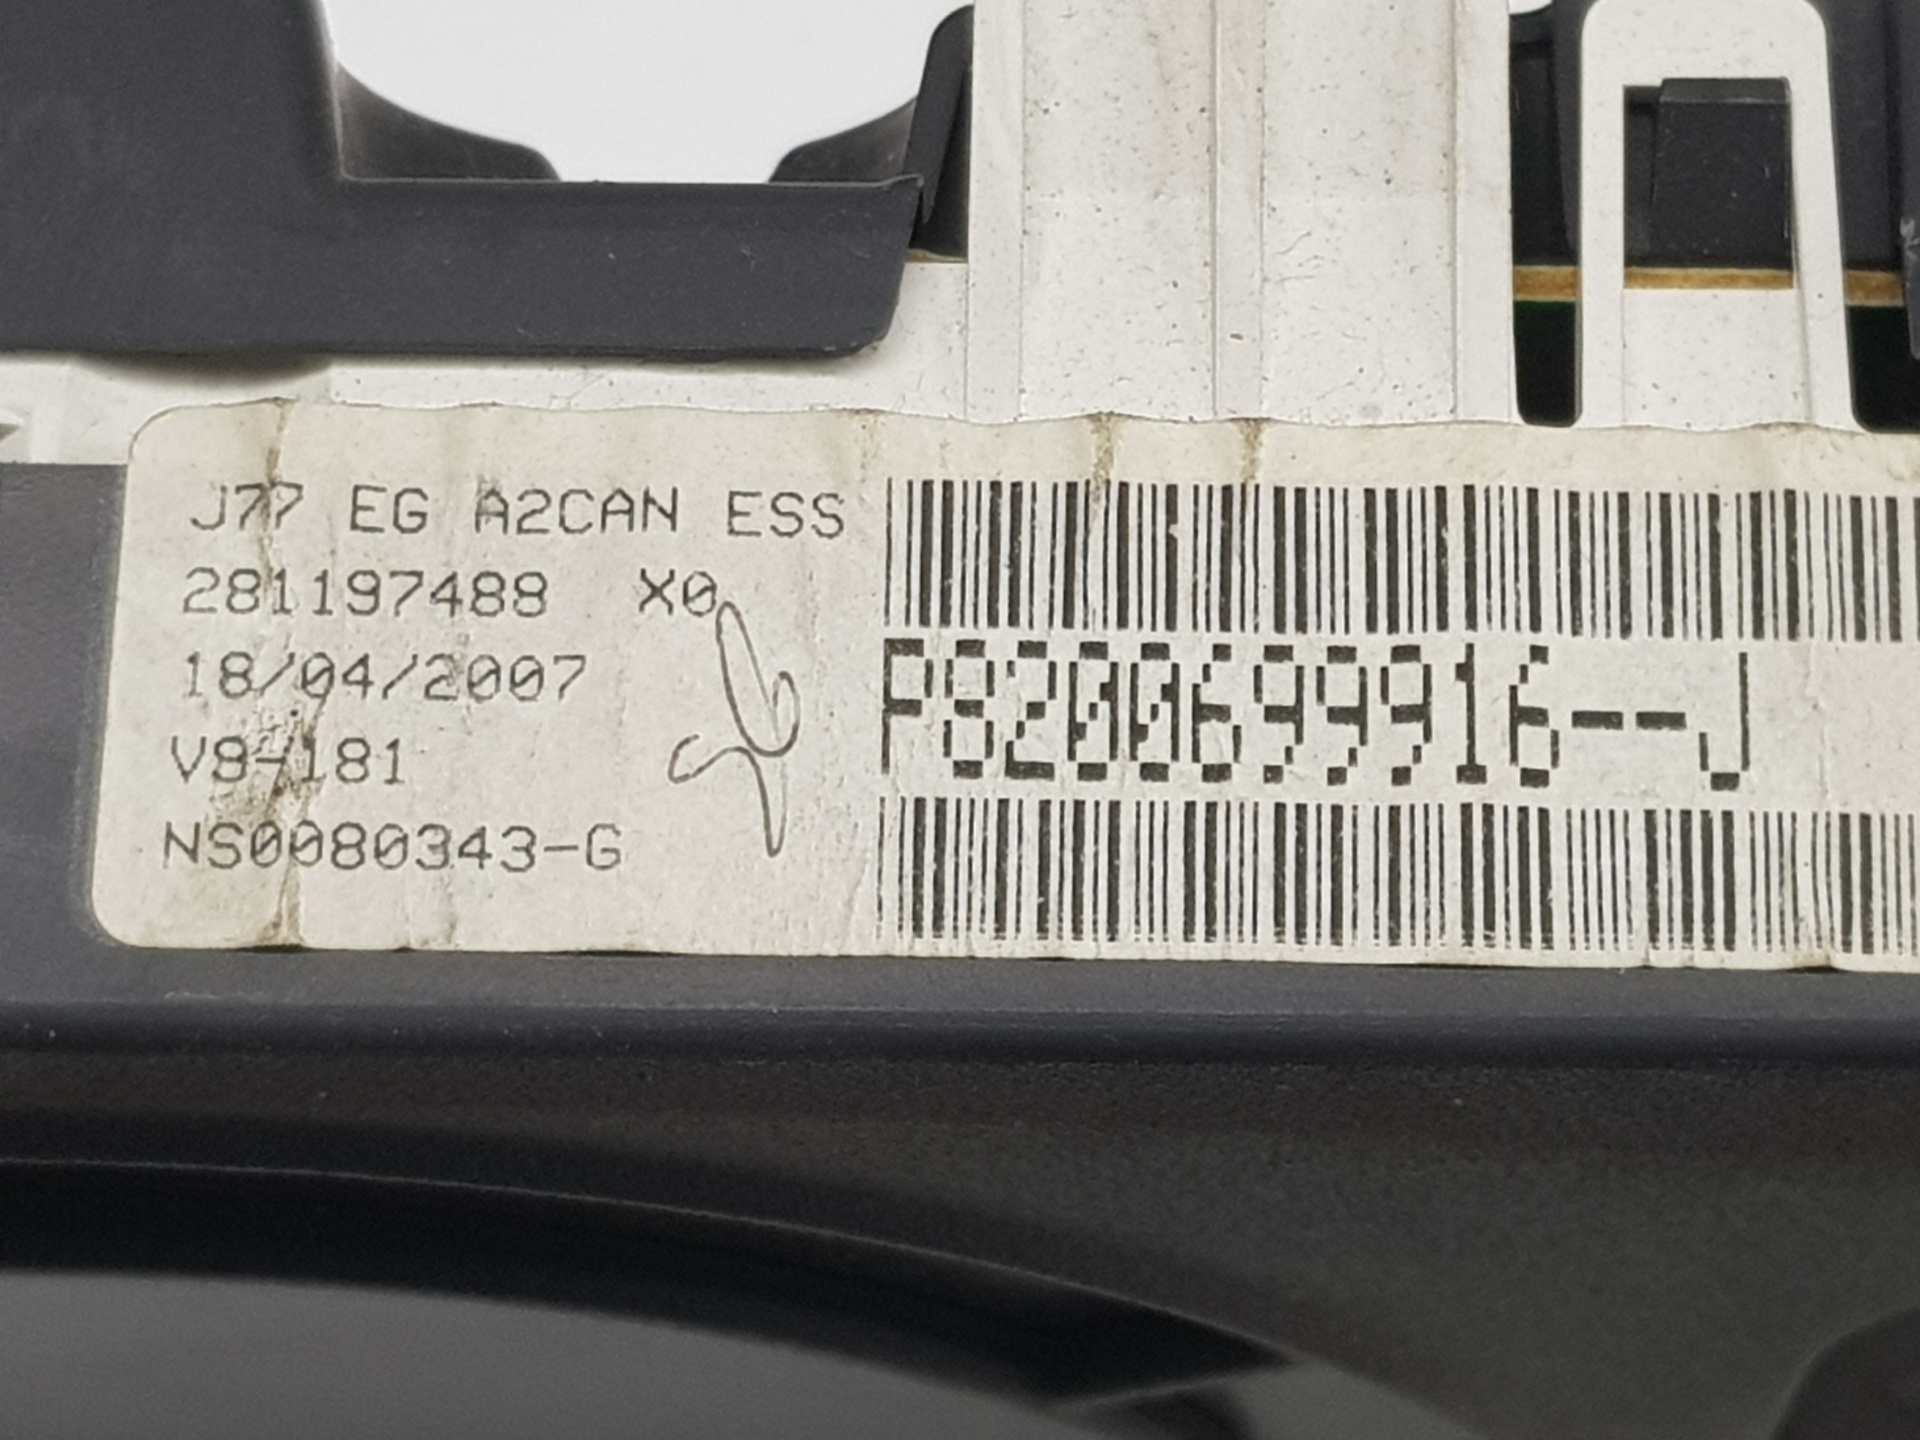 J77 EG A2CAN ESS
281197488 X0
18/04/2007
V8-181
NS0080343-G
P8200699916--J